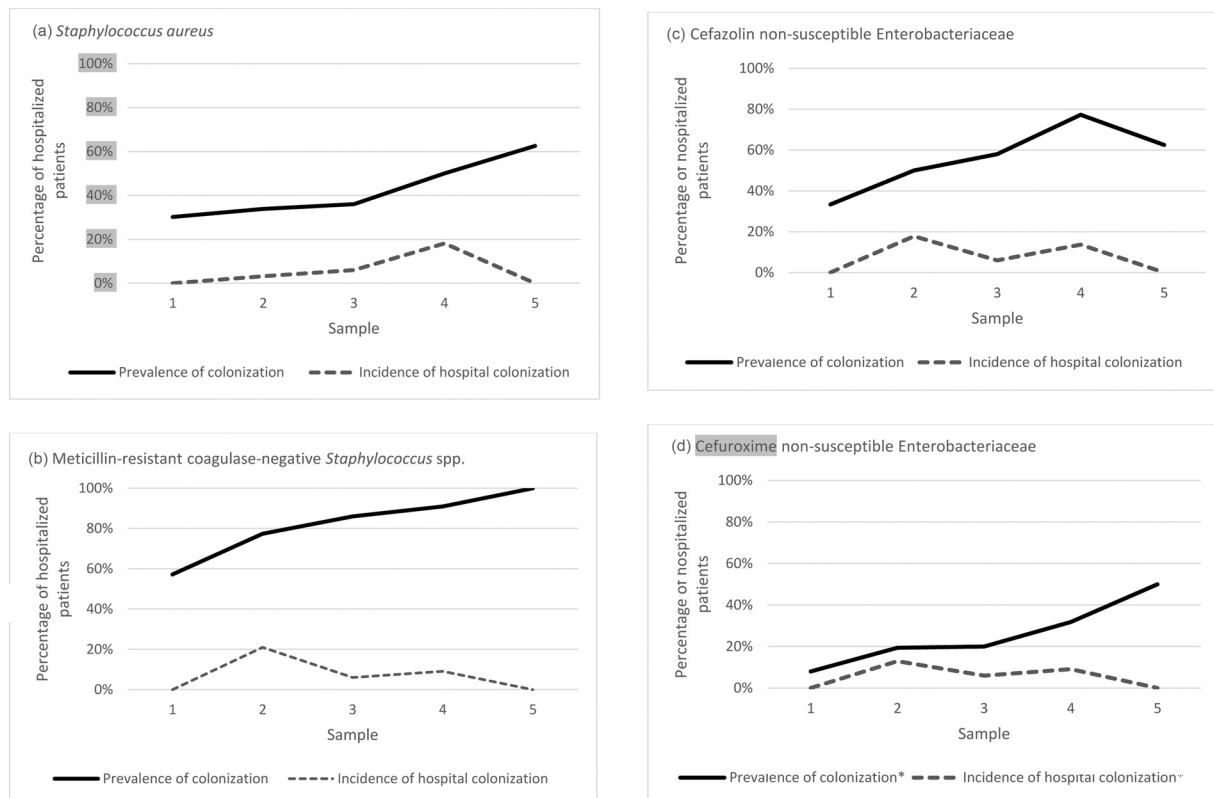 (a) Staphylococcus aureus
100%
80%
60%
40%
20%
0%
Percentage of hospitalized
patients
1 2 3 4 5
Sample
Prevalence of colonization Incidence of hospital colonization
(b) Meticillin-resistant coagulase-negative Staphylococcus spp.
100%
80%
60%
40%
20%
0%
Percentage of hospitalized
patients
1 2 3 4 5
Sample
Prevalence of colonization Incidence of hospital colonization
(c) Cefazolin non-susceptible Enterobacteriaceae
100%
80%
60%
40%
20%
0%
Percentage of hospitalized
patients
1 2 3 4 5
Sample
Prevalence of colonization Incidence of hospital colonization
(d) Cefuroxime non-susceptible Enterobacteriaceae
100%
80%
60%
40%
20%
0%
Percentage of hospitalized
patients
1 2 3 4 5
Sample
Prevalence of colonization* Incidence of hospital colonization